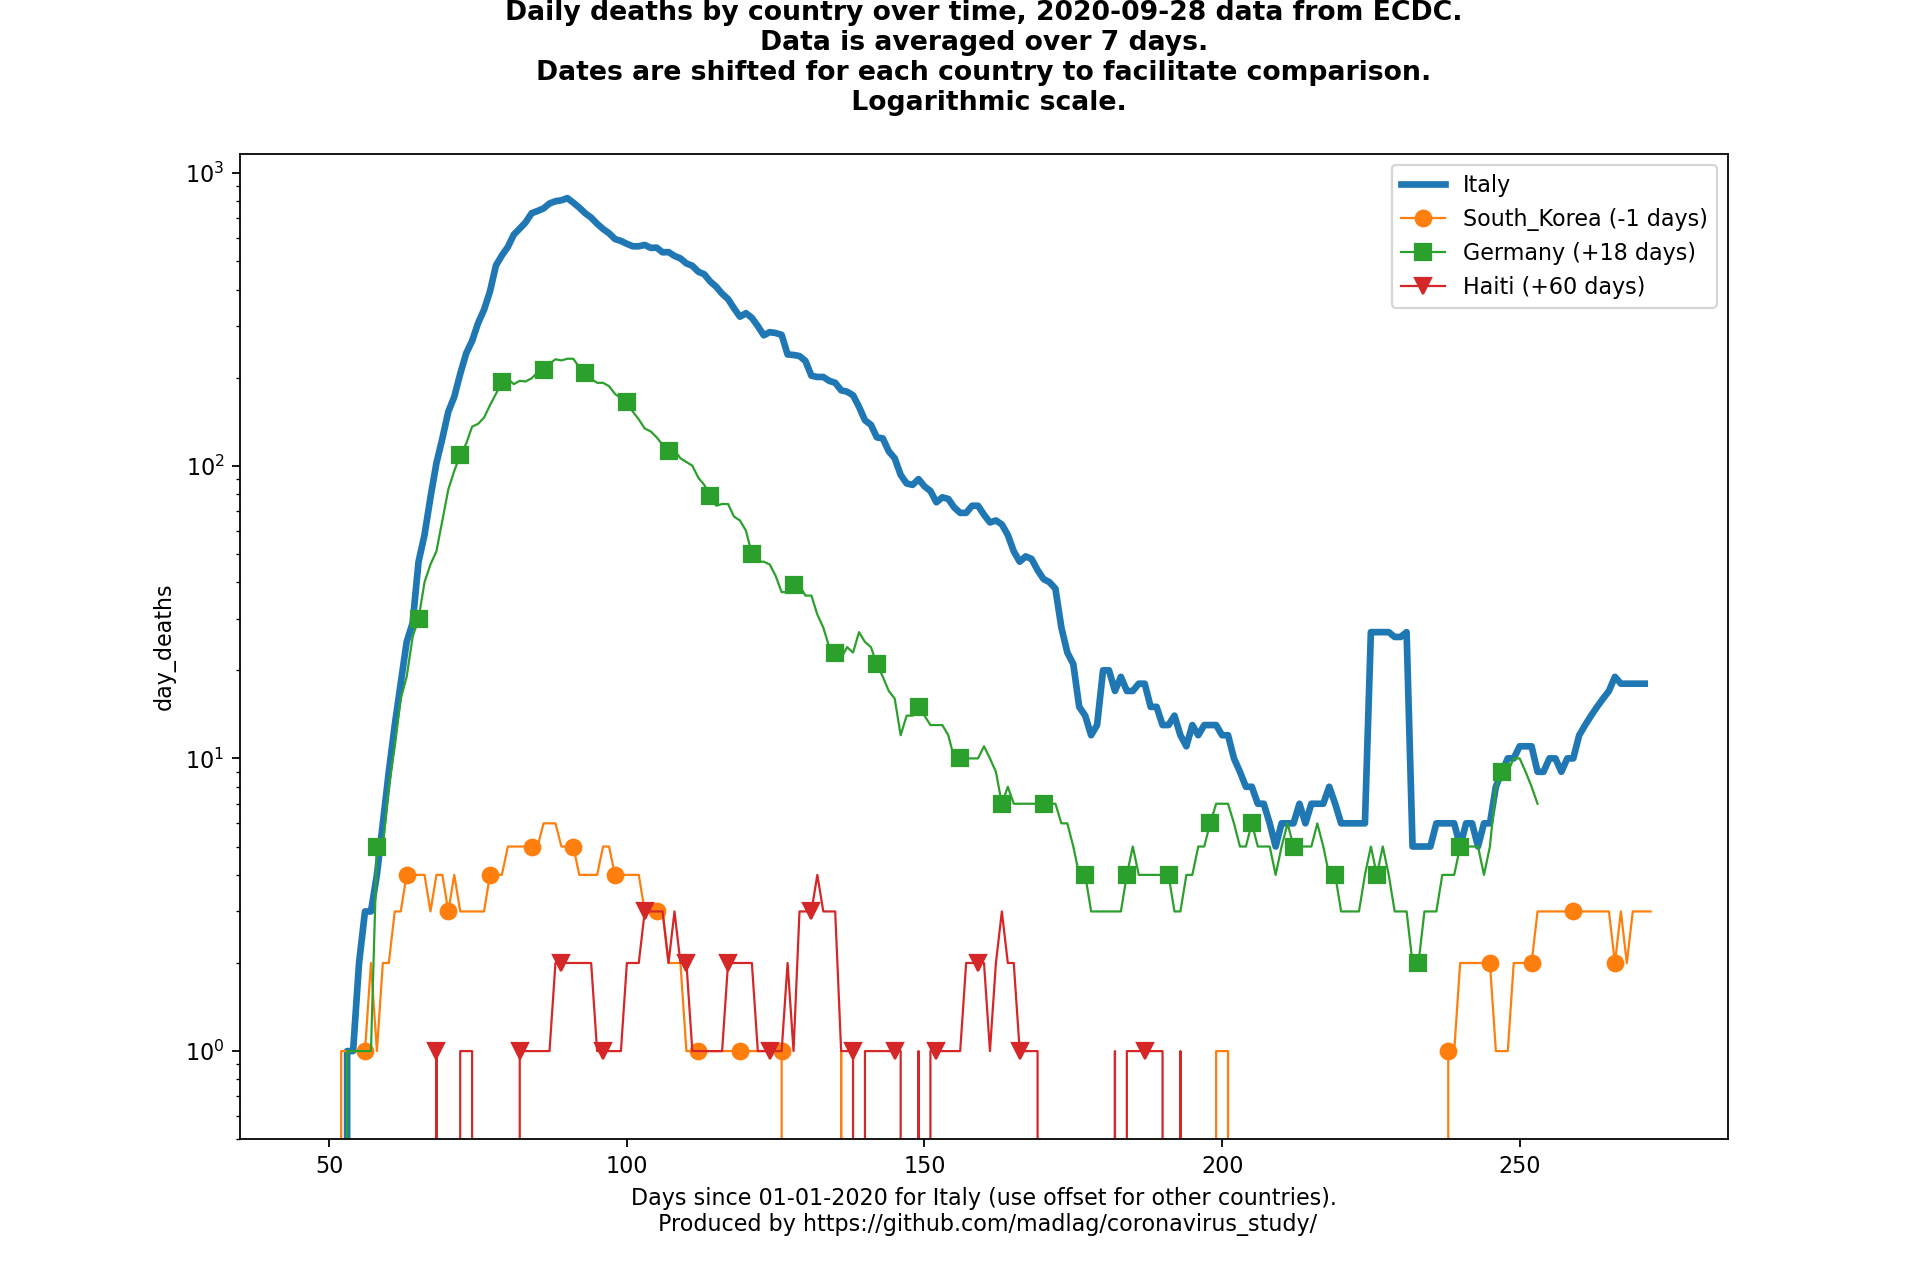 Daily deaths by country over time, 2020-09-28 data from ECDC.
Data is averaged over 7 days.
Dates are shifted for each country to facilitate comparison.
Logarithmic scale.
10³
10²
10¹
10⁰
day_deaths
Italy
South_Korea (-1 days)
Germany (+18 days)
Haiti (+60 days)
50 100 150 200 250
Days since 01-01-2020 for Italy (use offset for other countries).
Produced by https://github.com/madlag/coronavirus_study/